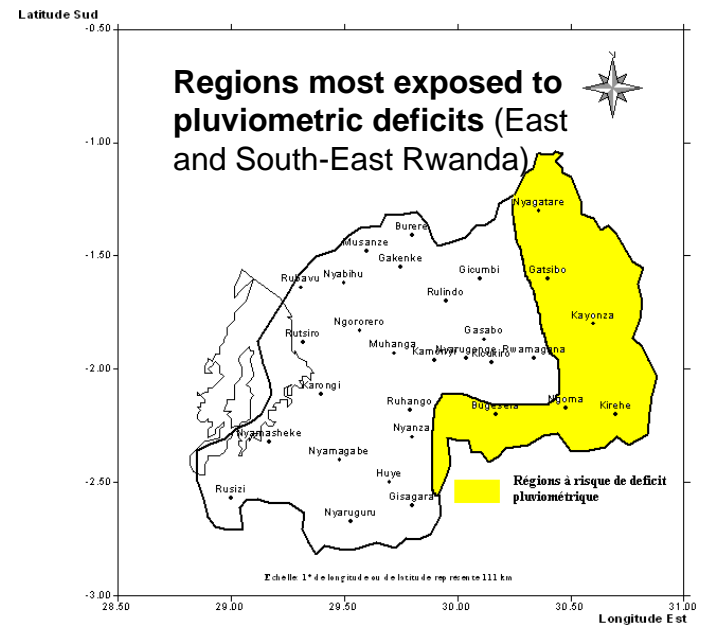 Latitude Sud
-0.50
N
Regions most exposed to
pluviometric deficits (East
and South-East Rwanda)
-1.00
Nyagatare
Burere
Musanze
-1.50
Gakenke
Rubavu
Nyabihu
Gicumbi
Gatsibo
Rulindo
Kayonza
Ngororero
Rutsiro
Gasabo
Muhanga
Kamonyi
Nyarugenge
Kicukiro
Rwamagana
-2.00
Karongi
Ruhango
Bugesera
Ngoma
Kirehe
Nyamasheke
Nyanza
Nyamagabe
-2.50
Huye
Rusizi
Gisagara
Régions à risque de deficit
pluviométrique
Nyaruguru
Echelle: 1° de longitude ou de latitude représente 111 km
-3.00
28.50
29.00
29.50
30.00
30.50
31.00
Longitude Est